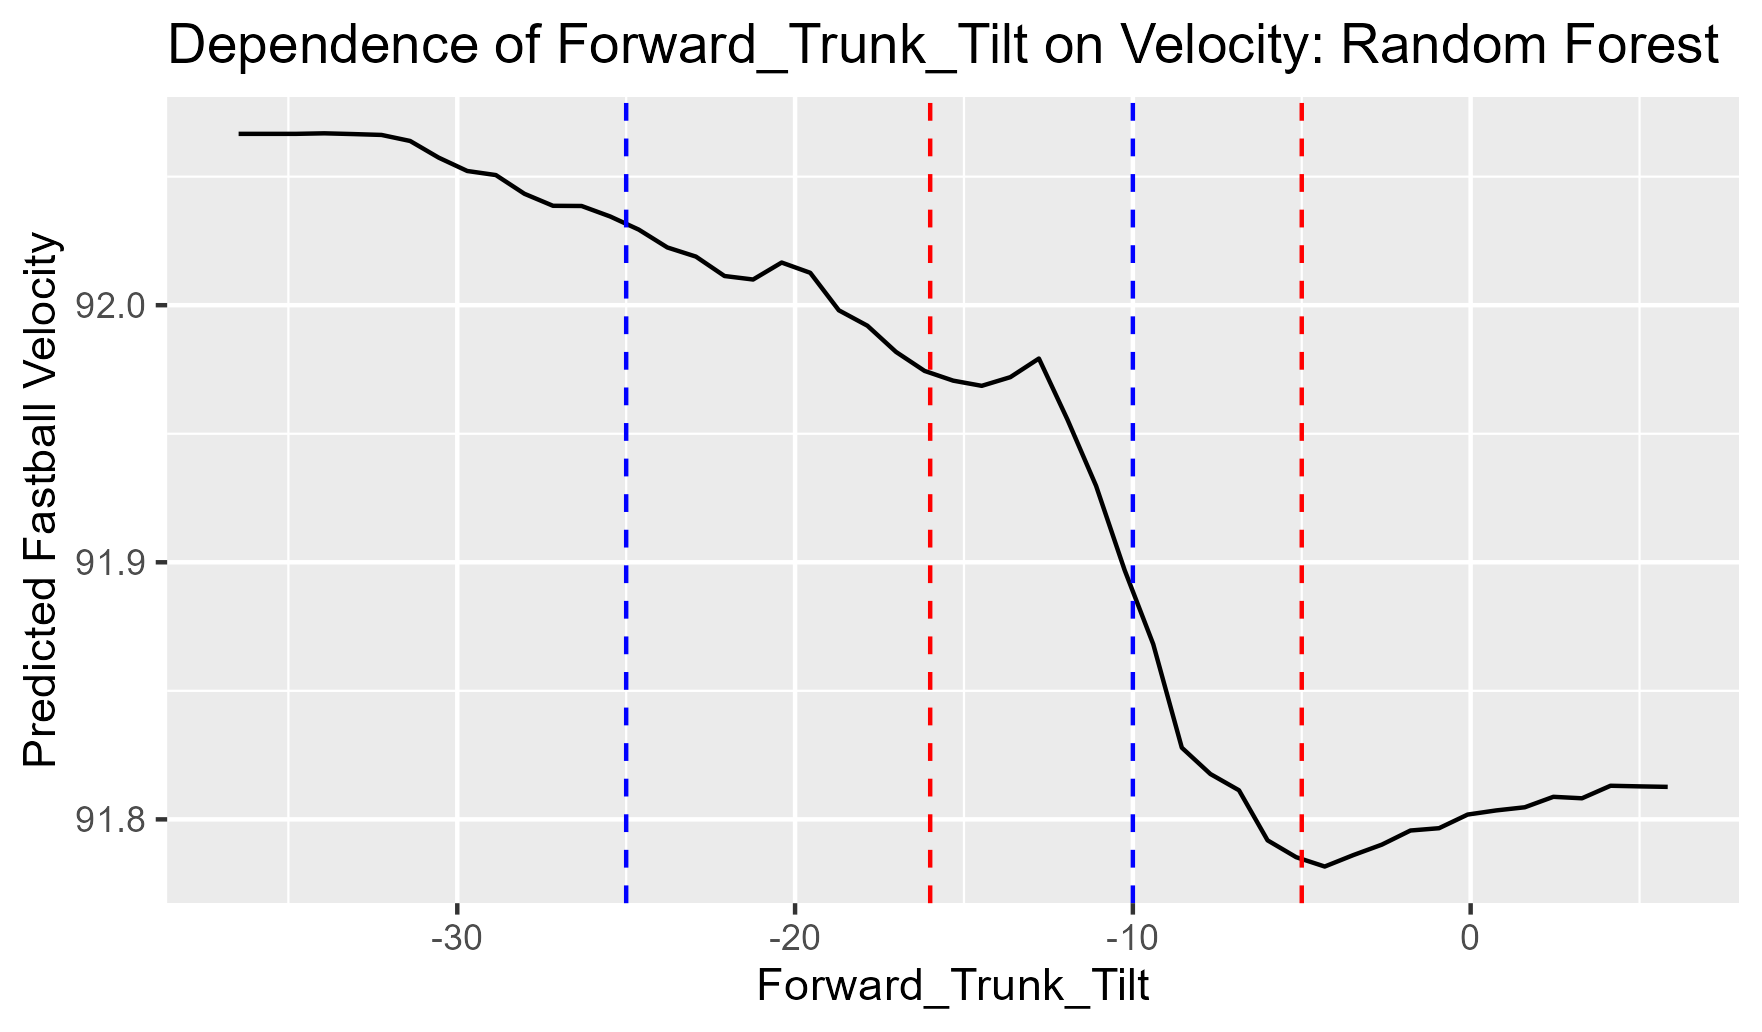 Dependence of Forward_Trunk_Tilt on Velocity: Random Forest
Predicted Fastball Velocity
92.0
91.9
91.8
-30
-20
-10
0
Forward_Trunk_Tilt